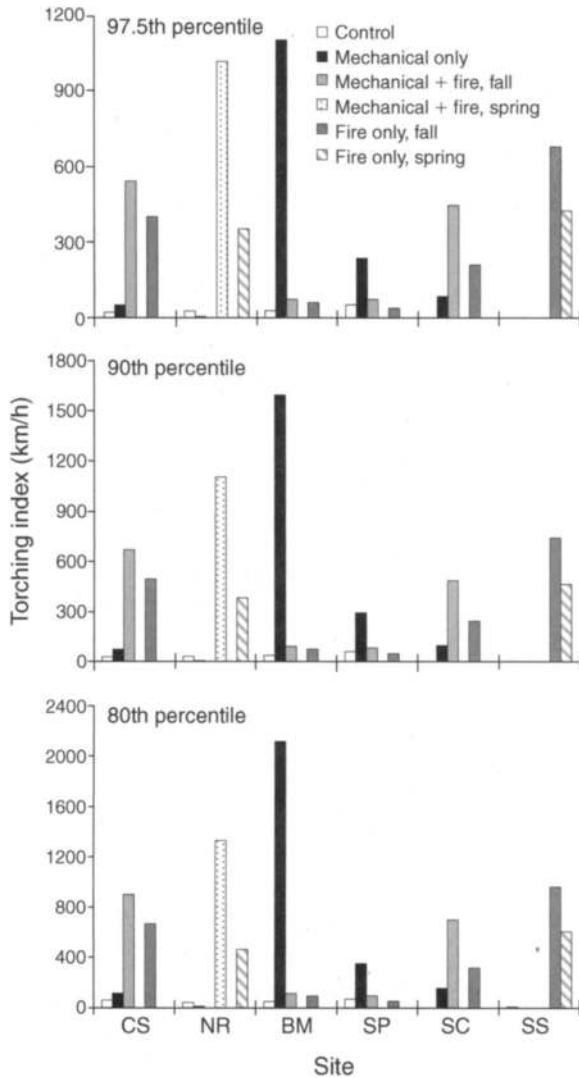 97.5th percentile
Control
Mechanical only
Mechanical + fire, fall
Mechanical + fire, spring
Fire only, fall
Fire only, spring
1200
900
600
300
0
90th percentile
1800
1500
1200
900
600
300
0
Torching index (km/h)
80th percentile
2400
2000
1600
1200
800
400
0
CS NR BM SP SC SS
Site